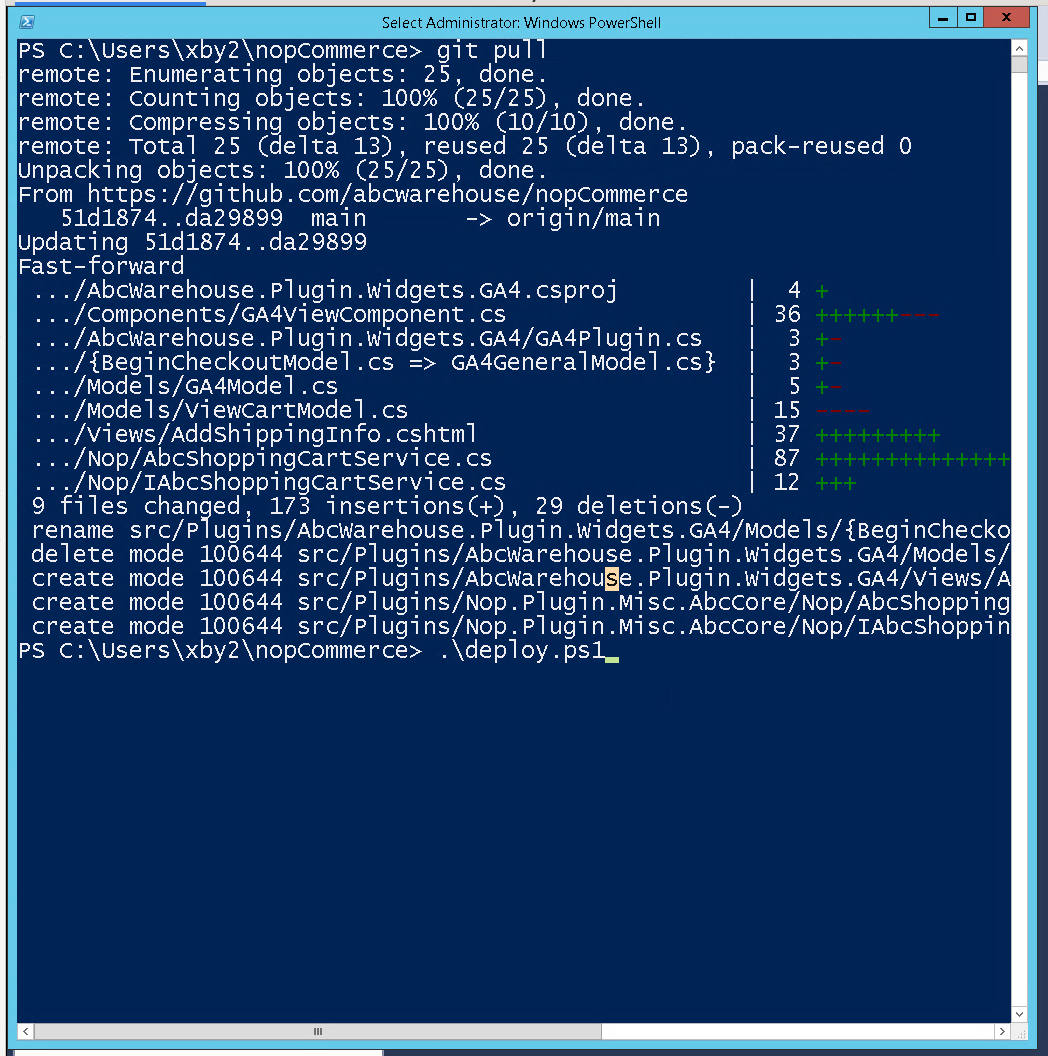 Select Administrator: Windows PowerShell
PS C:\Users\xby2\nopCommerce> git pull
remote: Enumerating objects: 25, done.
remote: Counting objects: 100% (25/25), done.
remote: Compressing objects: 100% (10/10), done.
remote: Total 25 (delta 13), reused 25 (delta 13), pack-reused 0
Unpacking objects: 100% (25/25), done.
From https://github.com/abcwarehouse/nopCommerce
   51d1874..da29899  main       -> origin/main
Updating 51d1874..da29899
Fast-forward
 .../AbcWarehouse.Plugin.Widgets.GA4.csproj         |  4 +
 .../Components/GA4ViewComponent.cs                 | 36 ++++++---
 .../AbcWarehouse.Plugin.Widgets.GA4/GA4Plugin.cs   |  3 +-
 .../{BeginCheckoutModel.cs => GA4GeneralModel.cs}  |  3 +-
 .../Models/GA4Model.cs                             |  5 +-
 .../Models/ViewCartModel.cs                        | 15 ----
 .../Views/AddShippingInfo.cshtml                   | 37 +++++++++
 .../Nop/AbcShoppingCartService.cs                  | 87 ++++++++++++++
 .../Nop/IAbcShoppingCartService.cs                 | 12 +++
 9 files changed, 173 insertions(+), 29 deletions(-)
 rename src/Plugins/AbcWarehouse.Plugin.Widgets.GA4/Models/{BeginChecko
 delete mode 100644 src/Plugins/AbcWarehouse.Plugin.Widgets.GA4/Models/
 create mode 100644 src/Plugins/AbcWarehouse.Plugin.Widgets.GA4/Views/A
 create mode 100644 src/Plugins/Nop.Plugin.Misc.AbcCore/Nop/AbcShopping
 create mode 100644 src/Plugins/Nop.Plugin.Misc.AbcCore/Nop/IAbcShoppin
PS C:\Users\xby2\nopCommerce> .\deploy.ps1